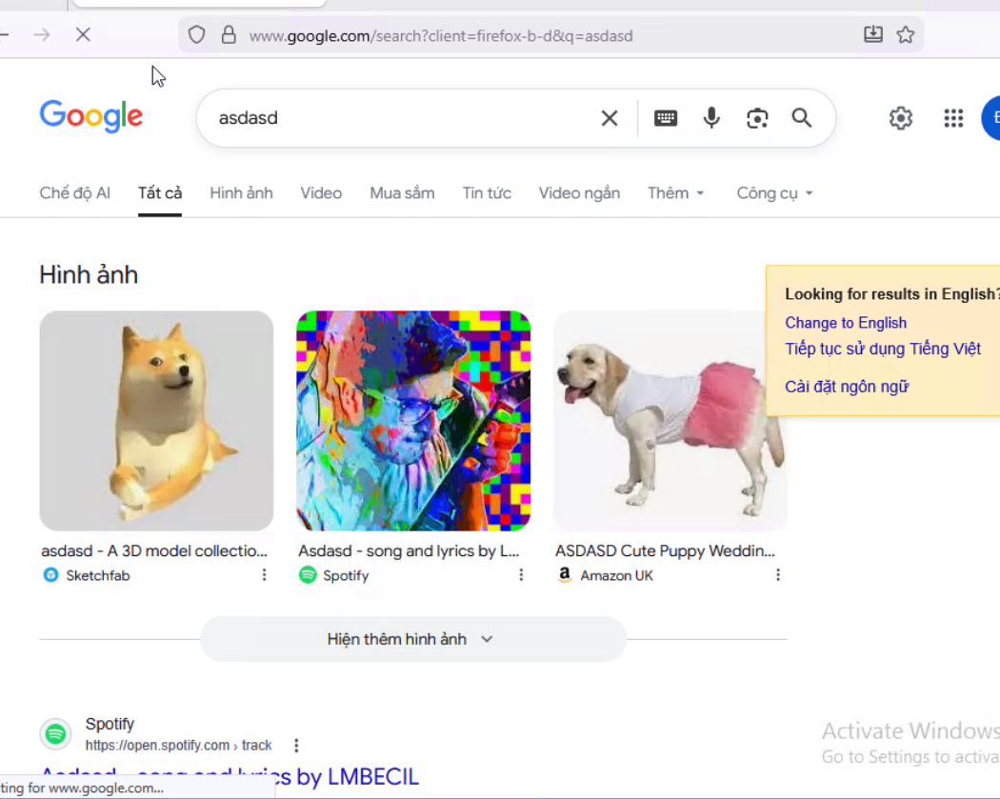 www.google.com/search?client=firefox-b-d&q=asdasd
Google
asdasd
Chế độ AI Tất cả Hình ảnh Video Mua sắm Tin tức Video ngắn Thêm Công cụ
Hình ảnh
Looking for results in English?
Change to English
Tiếp tục sử dụng Tiếng Việt
Cài đặt ngôn ngữ
asdasd - A 3D model collectio...
Sketchfab
Asdasd - song and lyrics by L...
Spotify
ASDASD Cute Puppy Weddin...
a Amazon UK
Hiện thêm hình ảnh
Spotify
https://open.spotify.com › track
Asdasd - song and lyrics by LMBECIL
Activate Windows
Go to Settings to activa
ting for www.google.com...